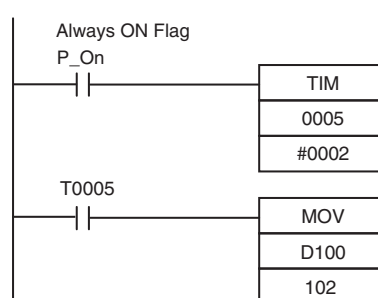 Always ON Flag
P_On
TIM
0005
#0002
T0005
MOV
D100
102